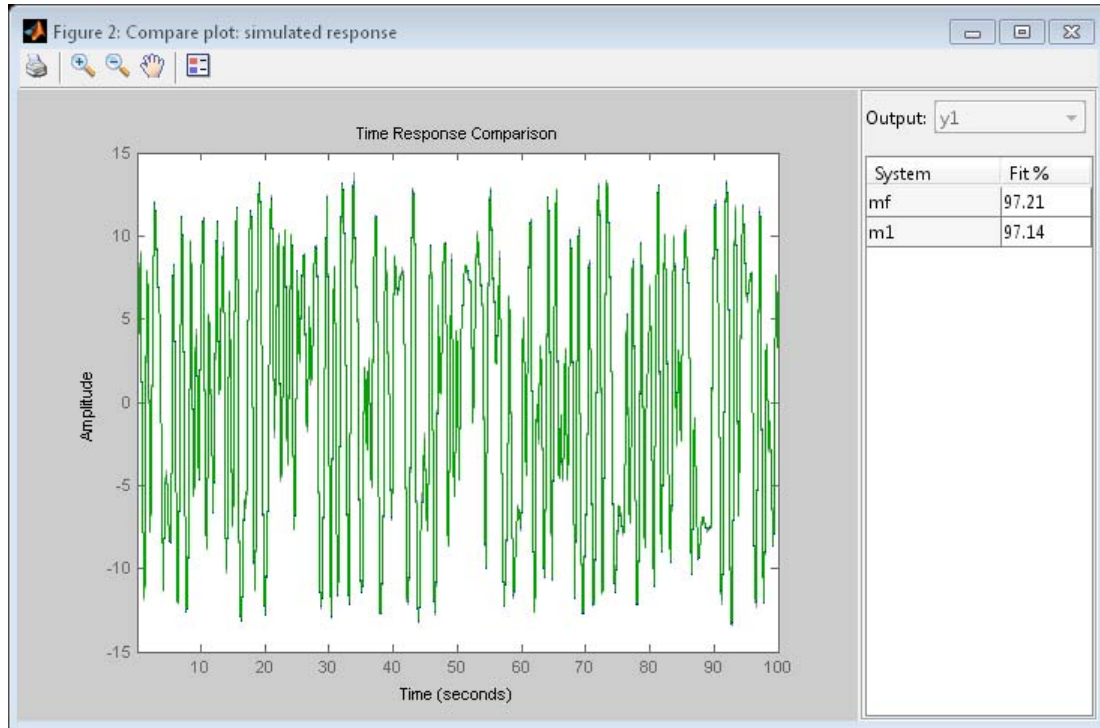 Figure 2: Compare plot: simulated response
Output: y1
System Fit %
mf 97.21
m1 97.14
Time Response Comparison
Amplitude
15
10
5
0
-5
-10
-15
10 20 30 40 50 60 70 80 90 100
Time (seconds)